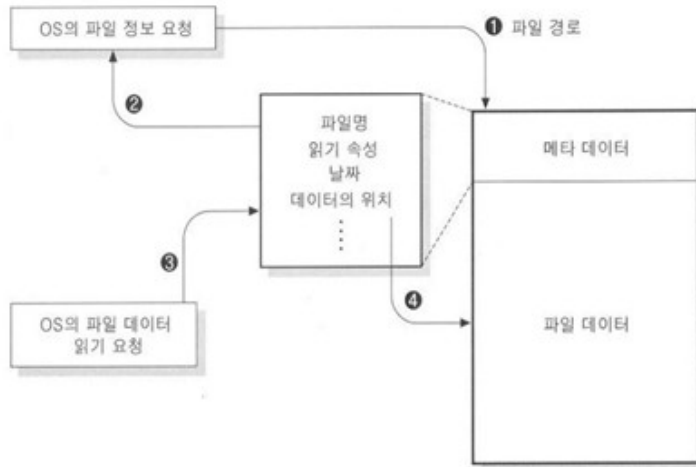 OS의 파일 정보 요청
❶ 파일 경로
❷
파일명
읽기 속성
날짜
데이터의 위치
메타 데이터
❸
❹
OS의 파일 데이터
읽기 요청
파일 데이터